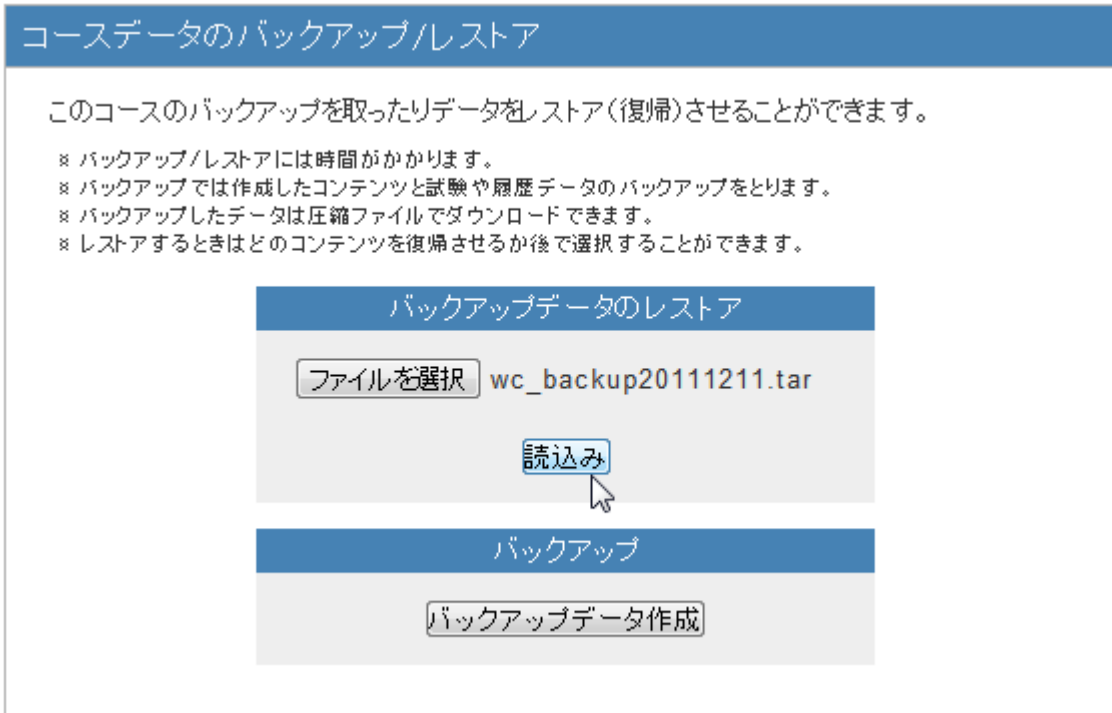 コースデータのバックアップ/レストア
このコースのバックアップを取ったりデータをレストア(復帰)させることができます。
※ バックアップ/レストアには時間がかかります。
※ バックアップでは作成したコンテンツと試験や履歴データのバックアップをとります。
※ バックアップしたデータは圧縮ファイルでダウンロードできます。
※ レストアするときはどのコンテンツを復帰させるか後で選択することができます。
バックアップデータのレストア
ファイルを選択 wc_backup20111211.tar
読込み
バックアップ
バックアップデータ作成